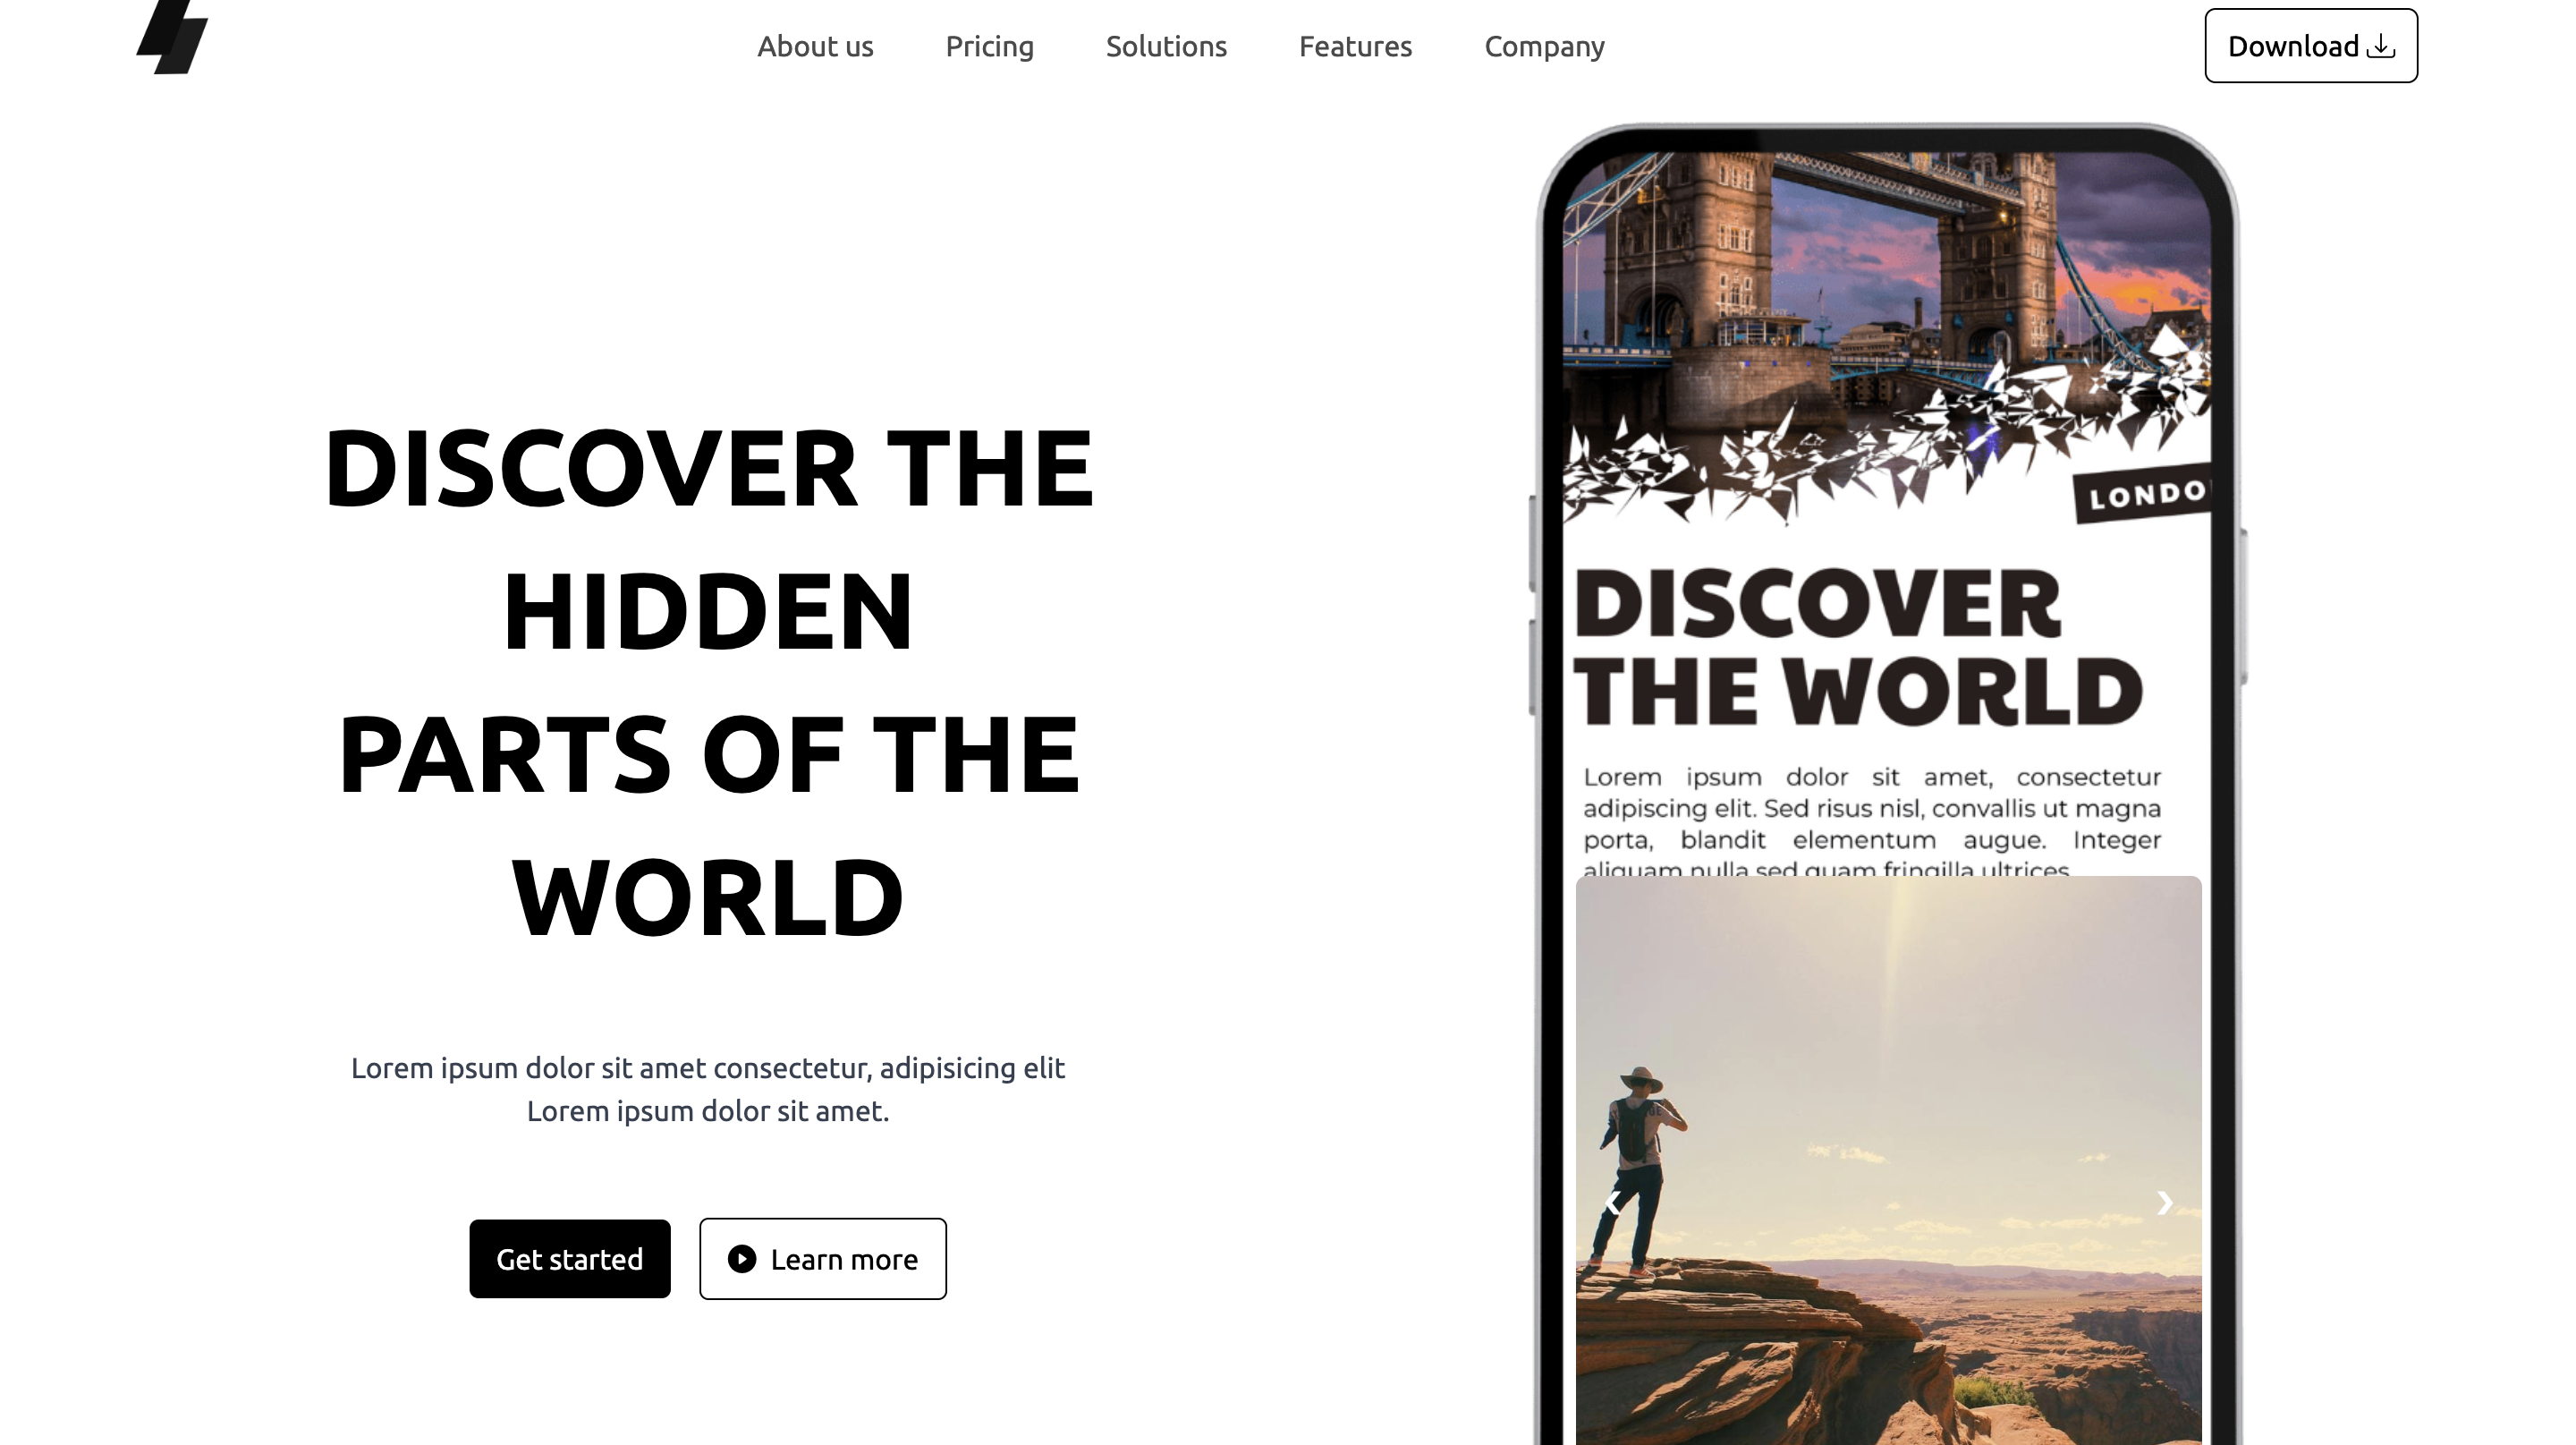 About us
Pricing
Solutions
Features
Company
Download
DISCOVER THE
HIDDEN
PARTS OF THE
WORLD
Lorem ipsum dolor sit amet consectetur, adipisicing elit
Lorem ipsum dolor sit amet.
Get started
Learn more
LONDO
DISCOVER
THE WORLD
Lorem ipsum dolor sit amet, consectetur
adipiscing elit. Sed risus nisl, convallis ut magna
porta, blandit elementum augue. Integer
aliquam nulla sed quam fringilla ultrices